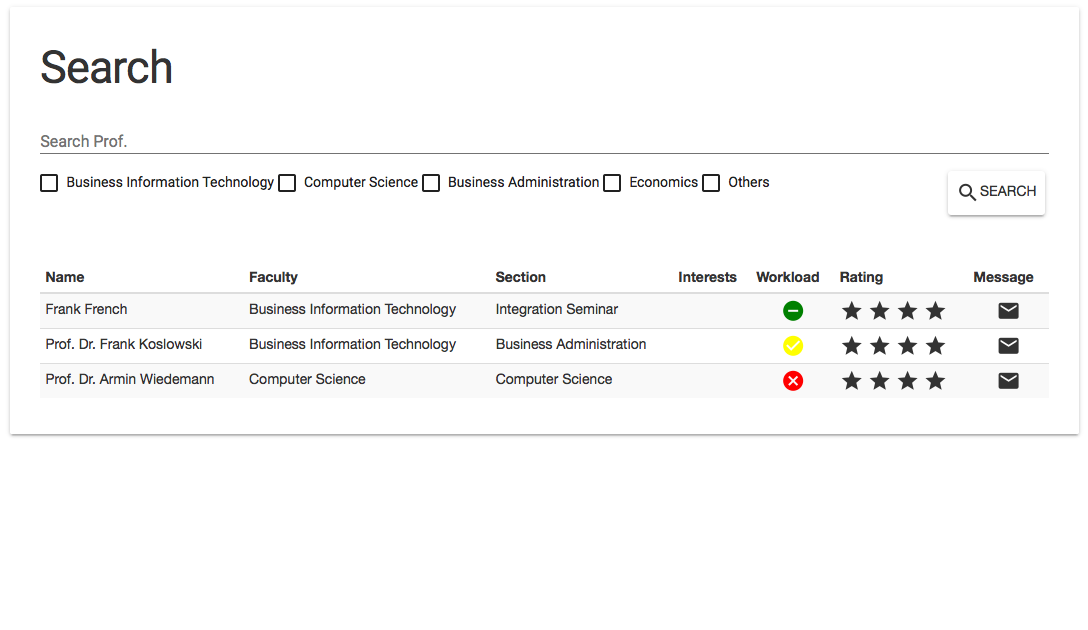 Search
Search Prof.
Business Information Technology Computer Science Business Administration Economics Others SEARCH
Name Faculty Section Interests Workload Rating Message
Frank French Business Information Technology Integration Seminar
Prof. Dr. Frank Koslowski Business Information Technology Business Administration
Prof. Dr. Armin Wiedemann Computer Science Computer Science